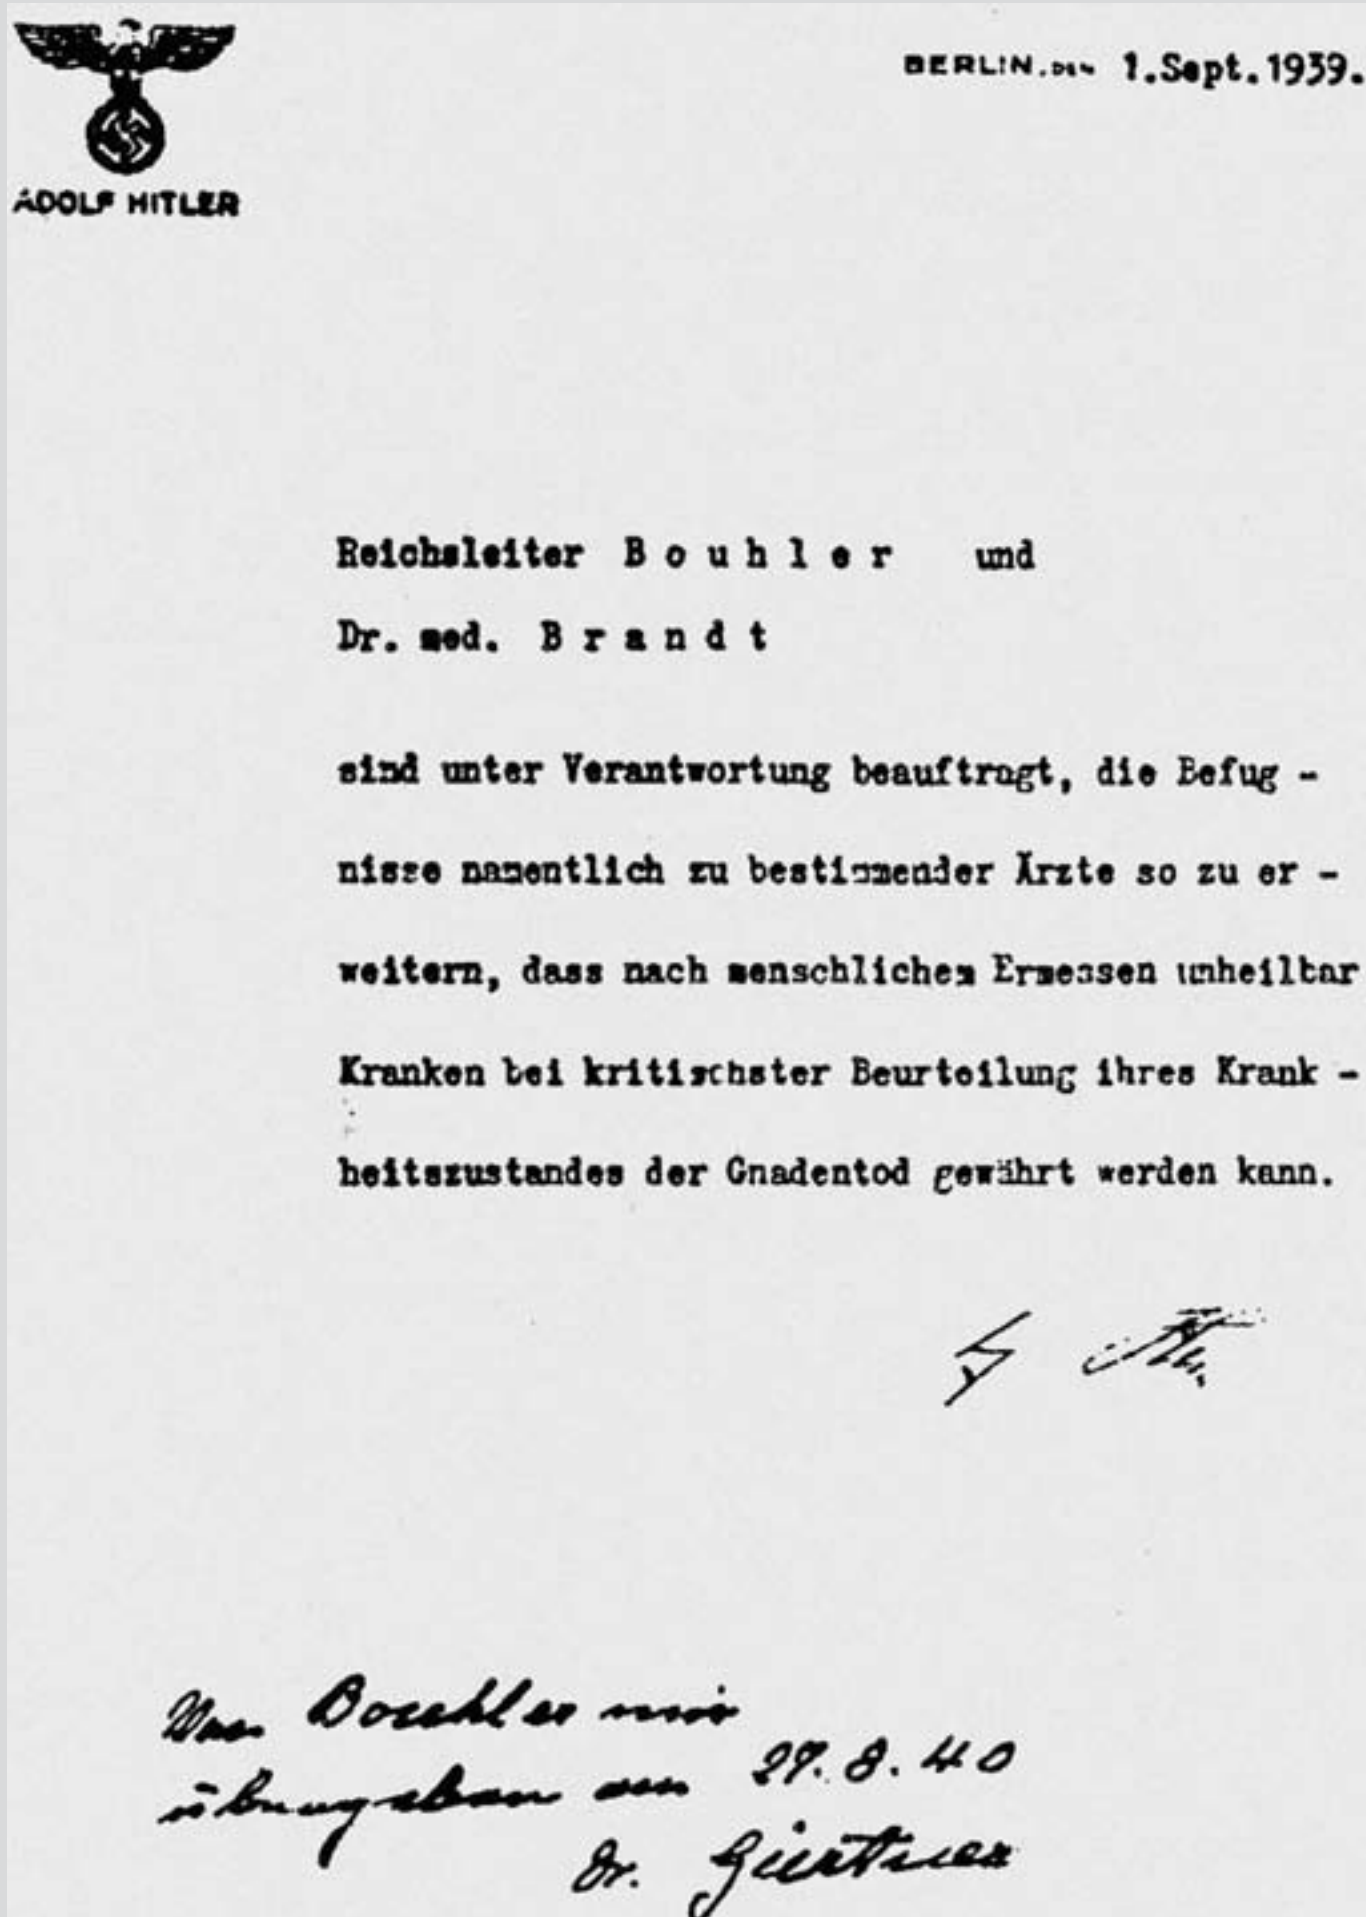 BERLIN, DEN 1.Sept.1939.
ADOLF HITLER
Reichsleiter Bouhler und
Dr. med. Brandt
sind unter Verantwortung beauftragt, die Befug -
nisse namentlich zu bestimmender Ärzte so zu er -
weitern, dass nach menschlichem Ermessen unheilbar
Kranken bei kritischster Beurteilung ihres Krank -
heitszustandes der Gnadentod gewährt werden kann.
Von Bouhler mir
übergeben am 27.8.40
Dr. Gürtner